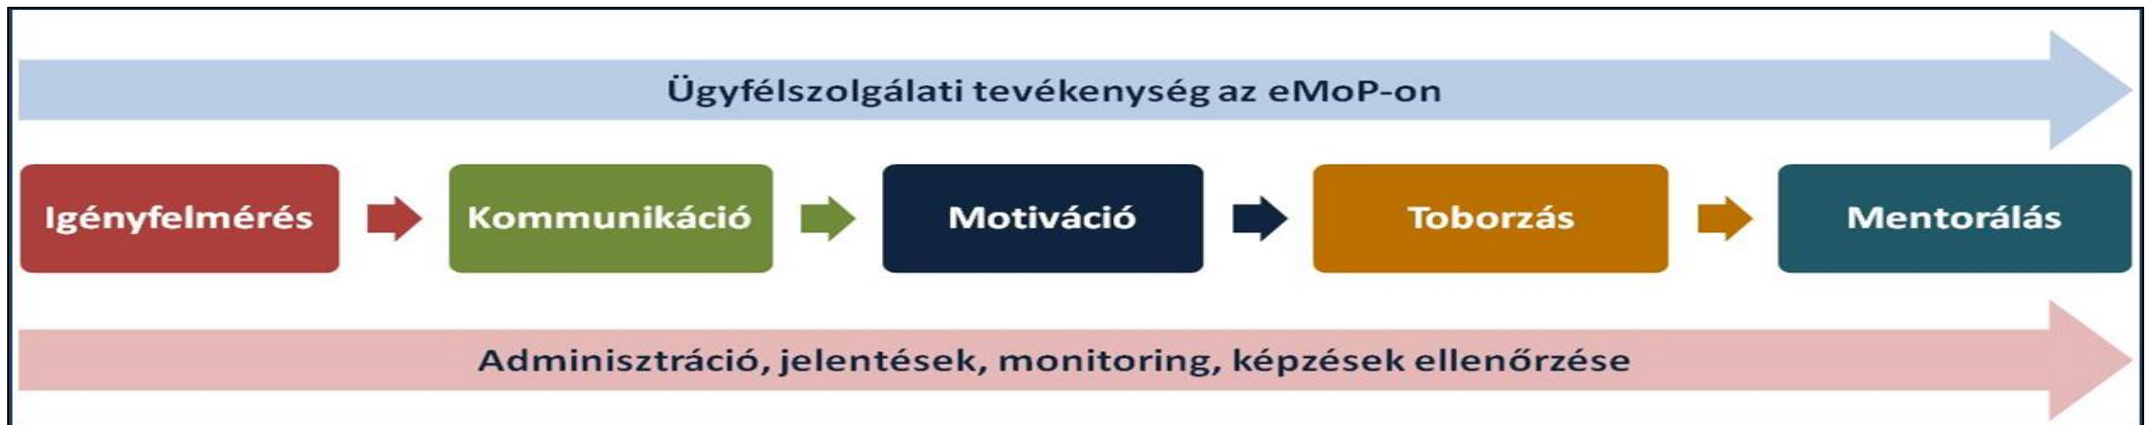 Ügyfélszolgálati tevékenység az eMoP-on
Igényfelmérés
Kommunikáció
Motiváció
Toborzás
Mentorálás
Adminisztráció, jelentések, monitoring, képzések ellenőrzése